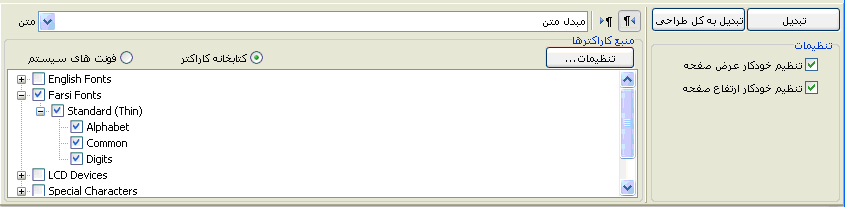 متن
مبدل متن
تبدیل به کل طراحی
تبدیل
منبع کاراکترها
فونت های سیستم
کتابخانه کاراکتر
تنظیمات...
English Fonts
Farsi Fonts
Standard (Thin)
Alphabet
Common
Digits
LCD Devices
Special Characters
تنظیمات
تنظیم خودکار عرض صفحه
تنظیم خودکار ارتفاع صفحه